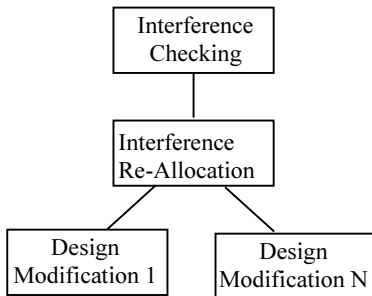 Interference
Checking
Interference
Re-Allocation
Design
Modification 1
Design
Modification N